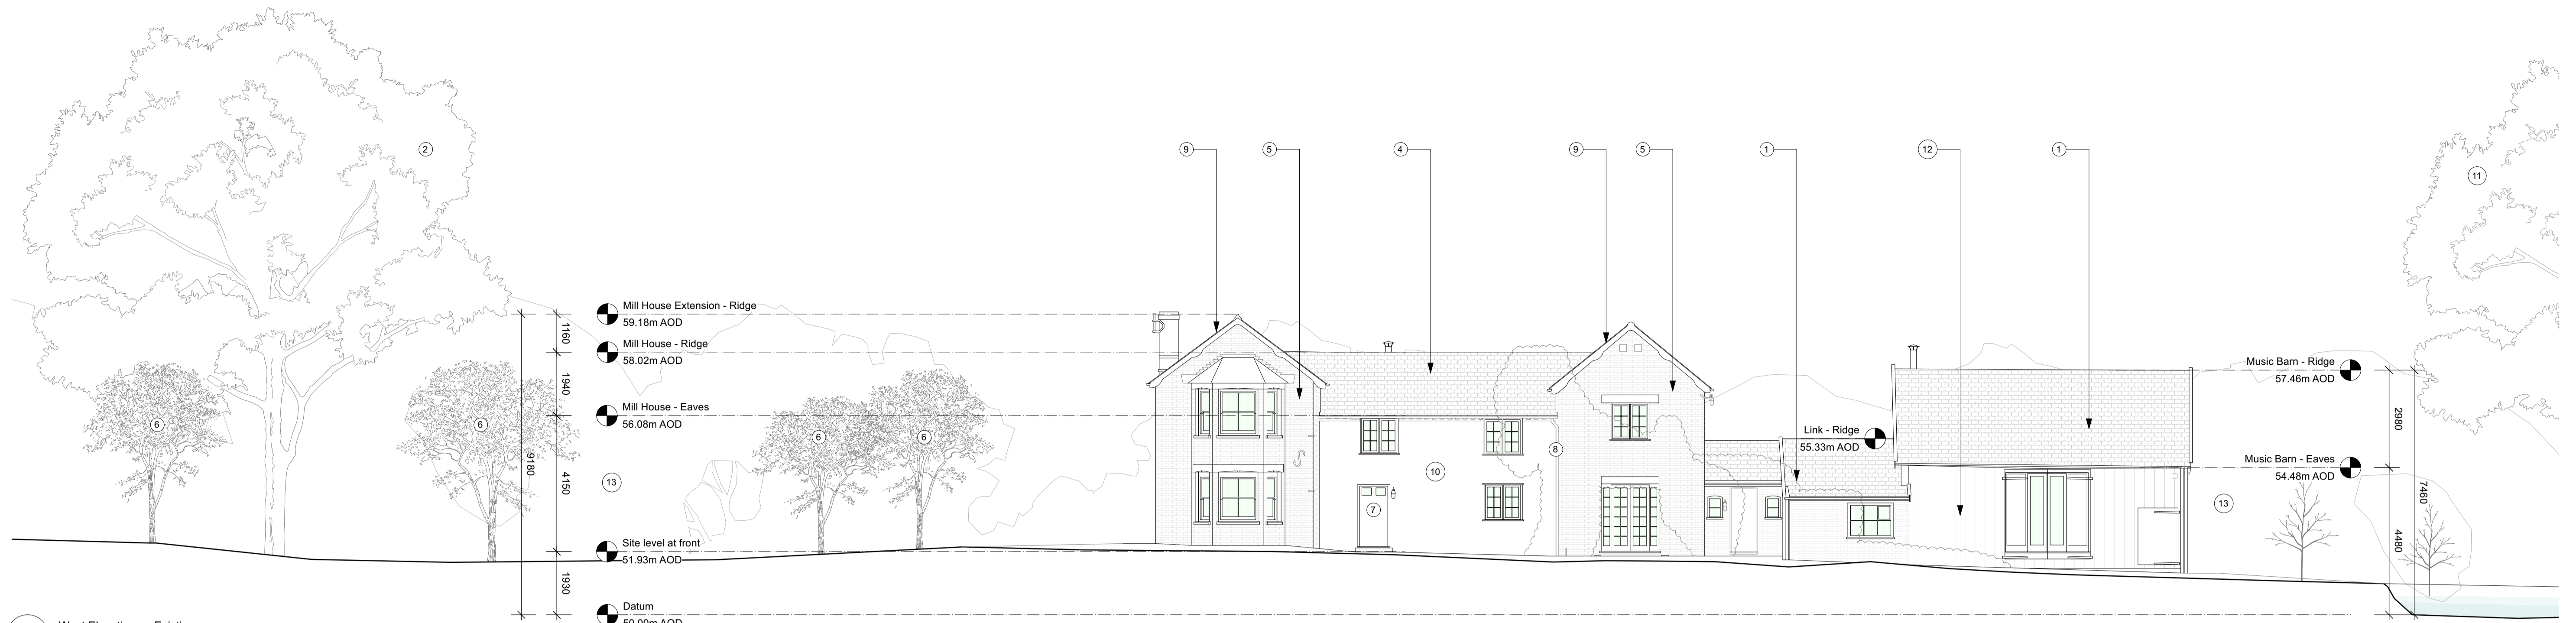 2
9
5
4
9
5
1
12
1
11
Mill House Extension - Ridge
59.18m AOD
1160
Mill House - Ridge
58.02m AOD
Music Barn - Ridge
57.46m AOD
1940
Mill House - Eaves
56.08m AOD
2980
6
6
6
6
Link - Ridge
55.33m AOD
8
9180
4150
13
10
7
Music Barn - Eaves
54.48m AOD
13
7460
Site level at front
51.93m AOD
4480
1930
Datum
50.00m AOD